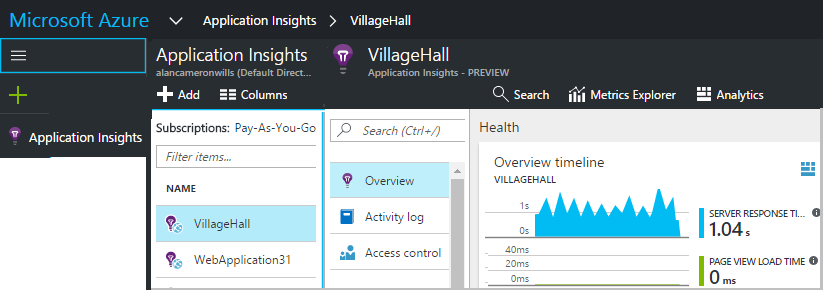 Microsoft Azure Application Insights > VillageHall
Application Insights
alancameronwills (Default Direct...
VillageHall
Application Insights - PREVIEW
Add Columns
Search Metrics Explorer Analytics
Application Insights
Subscriptions: Pay-As-You-Go
Filter items...
NAME
VillageHall
WebApplication31
Search (Ctrl+/)
Overview
Activity log
Access control
Health
Overview timeline
VILLAGEHALL
1s
0s
40ms
20ms
0ms
SERVER RESPONSE TI...
1.04 s
PAGE VIEW LOAD TIME
0 ms